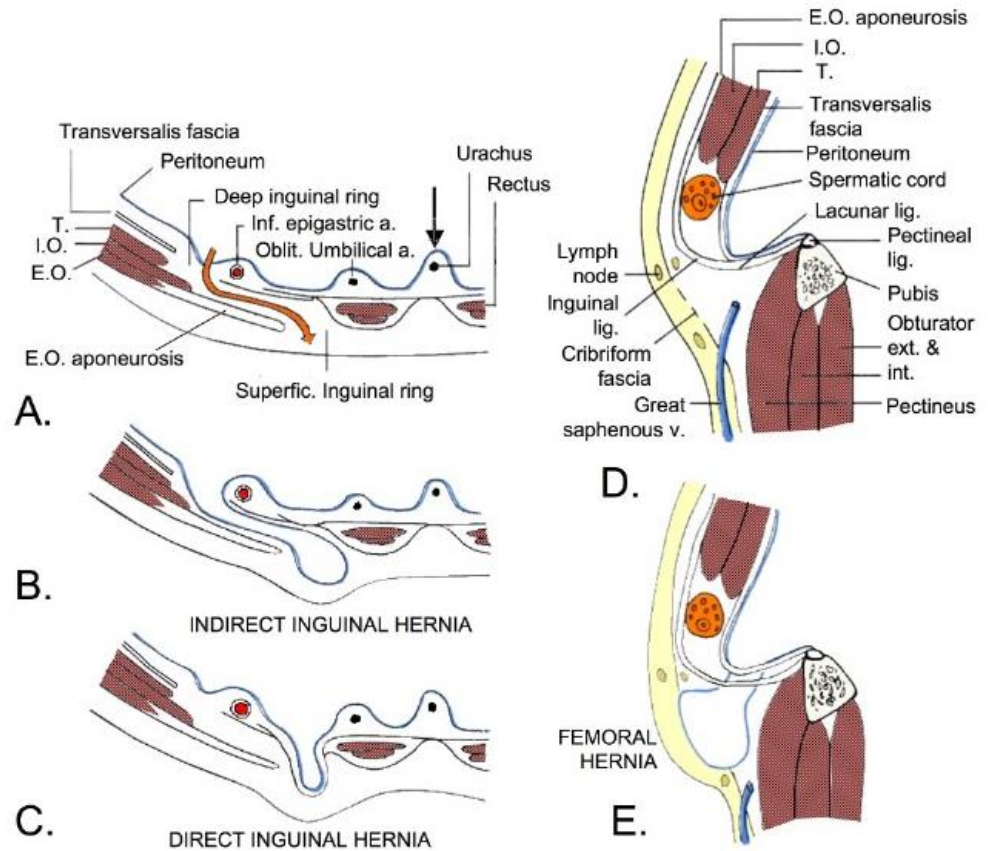 Transversalis fascia
Peritoneum
Deep inguinal ring
Inf. epigastric a.
Oblit. Umbilical a.
Urachus
Rectus
T.
I.O.
E.O.
E.O. aponeurosis
Superfic. Inguinal ring
A.
B.
INDIRECT INGUINAL HERNIA
C.
DIRECT INGUINAL HERNIA
E.O. aponeurosis
I.O.
T.
Transversalis
fascia
Peritoneum
Spermatic cord
Lacunar lig.
Pectineal
lig.
Pubis
Obturator
ext. &
int.
Pectineus
Lymph
node
Inguinal
lig.
Cribriform
fascia
Great
saphenous v.
D.
FEMORAL
HERNIA
E.